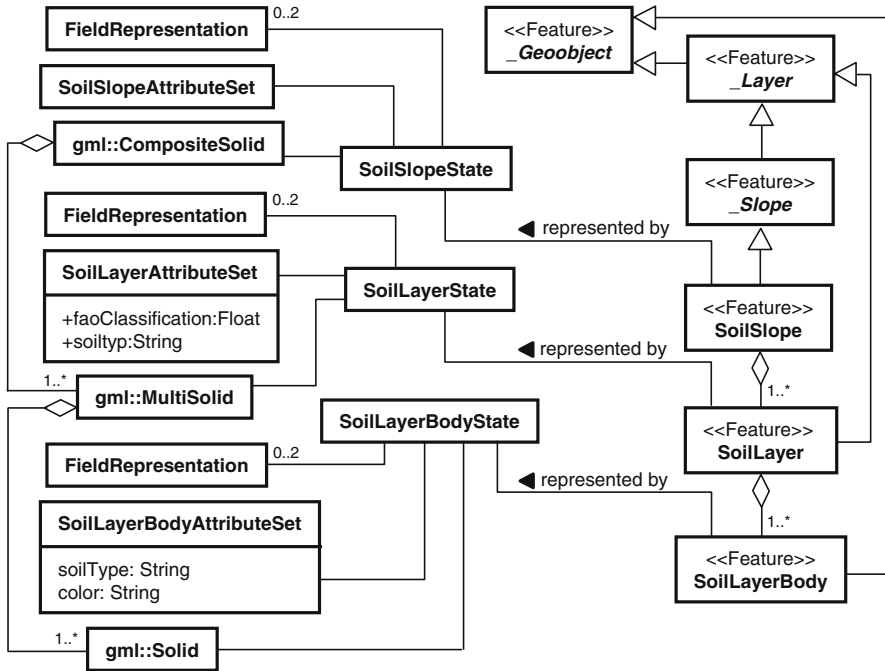 FieldRepresentation
0..2
SoilSlopeAttributeSet
gml::CompositeSolid
SoilSlopeState
FieldRepresentation
0..2
SoilLayerAttributeSet
+faoClassification:Float
+soiltyp:String
SoilLayerState
1..*
gml::MultiSolid
SoilLayerBodyState
FieldRepresentation
0..2
SoilLayerBodyAttributeSet
soilType: String
color: String
1..*
gml::Solid
<<Feature>>
_Geoobject
<<Feature>>
_Layer
<<Feature>>
_Slope
represented by
<<Feature>>
SoilSlope
represented by
1..*
<<Feature>>
SoilLayer
represented by
1..*
<<Feature>>
SoilLayerBody